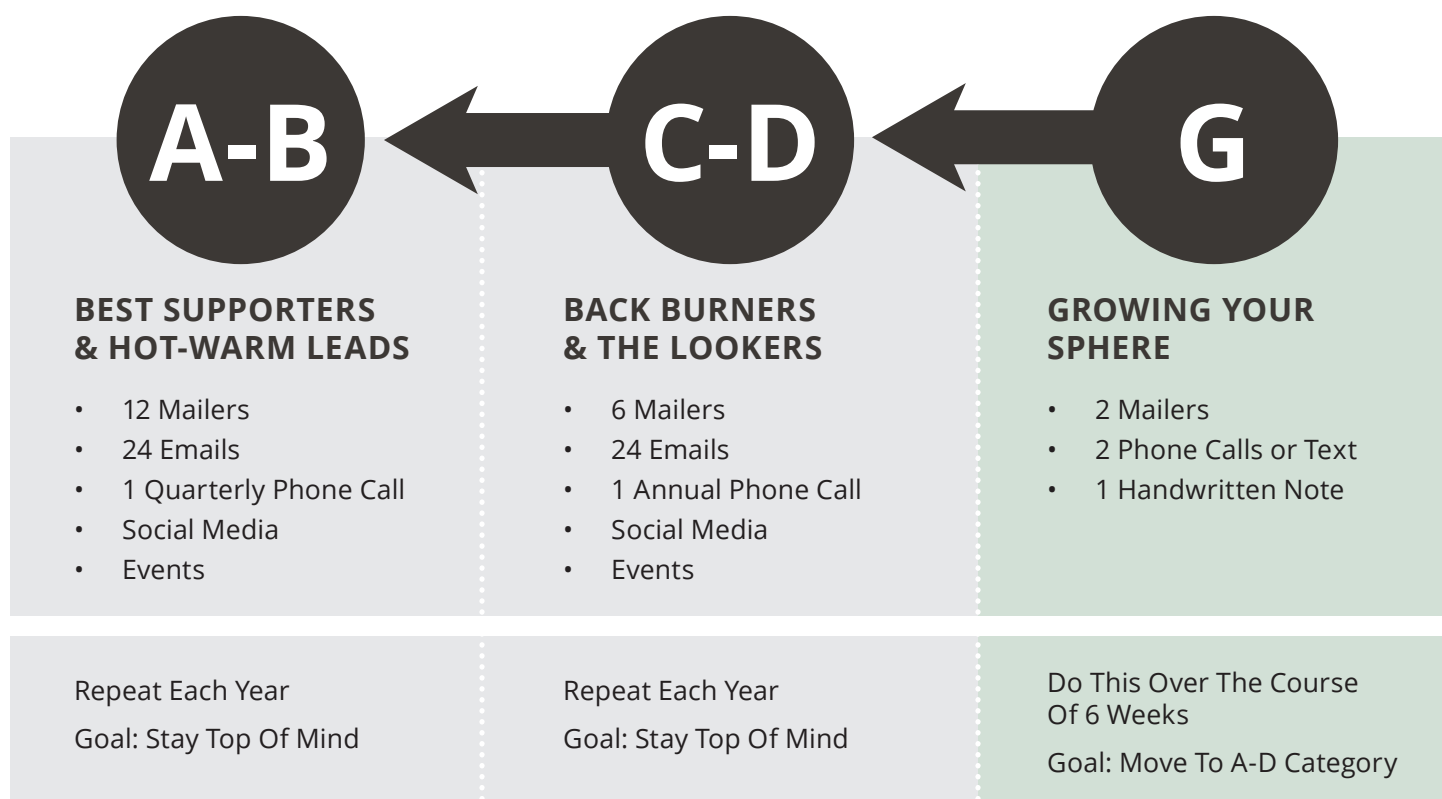 A-B
BEST SUPPORTERS
& HOT-WARM LEADS
• 12 Mailers
• 24 Emails
• 1 Quarterly Phone Call
• Social Media
• Events
Repeat Each Year
Goal: Stay Top Of Mind
C-D
BACK BURNERS
& THE LOOKERS
• 6 Mailers
• 24 Emails
• 1 Annual Phone Call
• Social Media
• Events
Repeat Each Year
Goal: Stay Top Of Mind
G
GROWING YOUR
SPHERE
• 2 Mailers
• 2 Phone Calls or Text
• 1 Handwritten Note
Do This Over The Course
Of 6 Weeks
Goal: Move To A-D Category